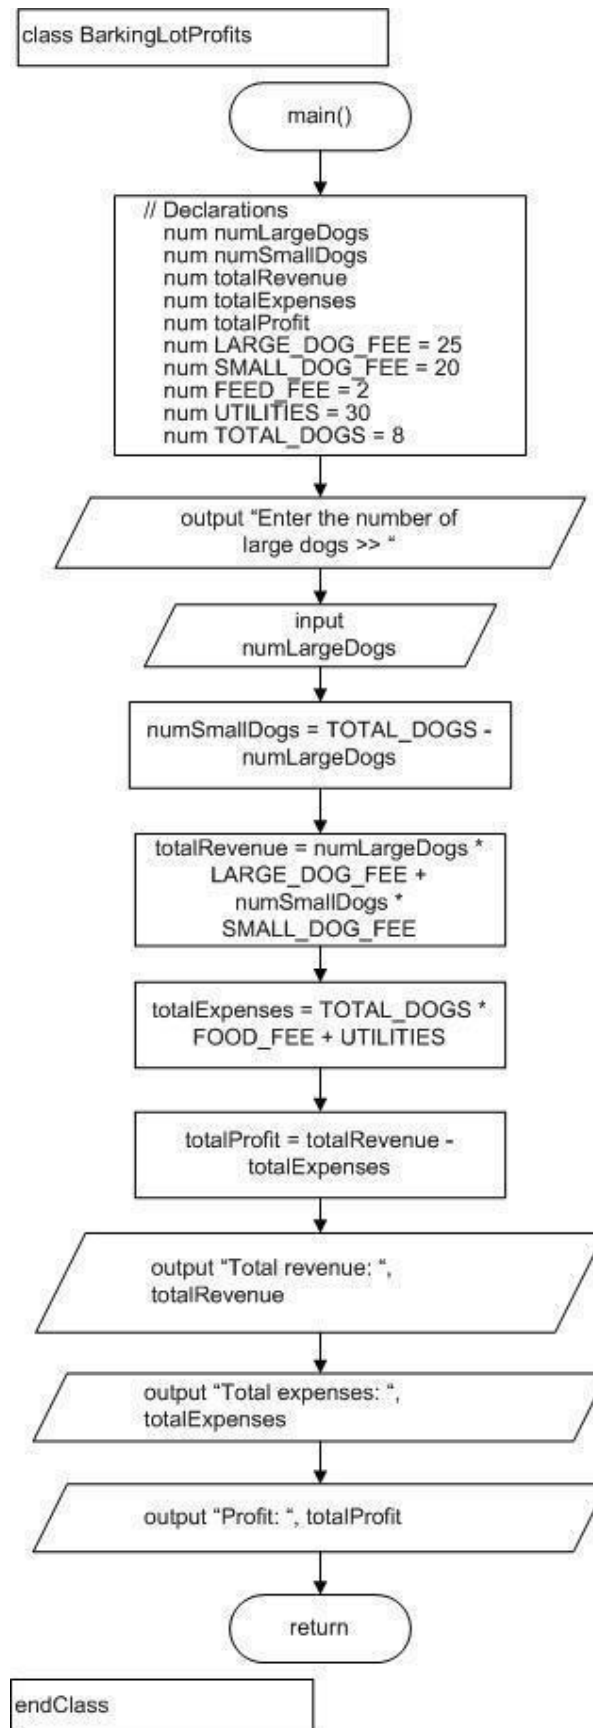 class BarkingLotProfits
main()
// Declarations
num numLargeDogs
num numSmallDogs
num totalRevenue
num totalExpenses
num totalProfit
num LARGE_DOG_FEE = 25
num SMALL_DOG_FEE = 20
num FEED_FEE = 2
num UTILITIES = 30
num TOTAL_DOGS = 8
output “Enter the number of
large dogs >> “
input
numLargeDogs
numSmallDogs = TOTAL_DOGS -
numLargeDogs
totalRevenue = numLargeDogs *
LARGE_DOG_FEE +
numSmallDogs *
SMALL_DOG_FEE
totalExpenses = TOTAL_DOGS *
FOOD_FEE + UTILITIES
totalProfit = totalRevenue -
totalExpenses
output “Total revenue: “,
totalRevenue
output “Total expenses: “,
totalExpenses
output “Profit: “, totalProfit
return
endClass